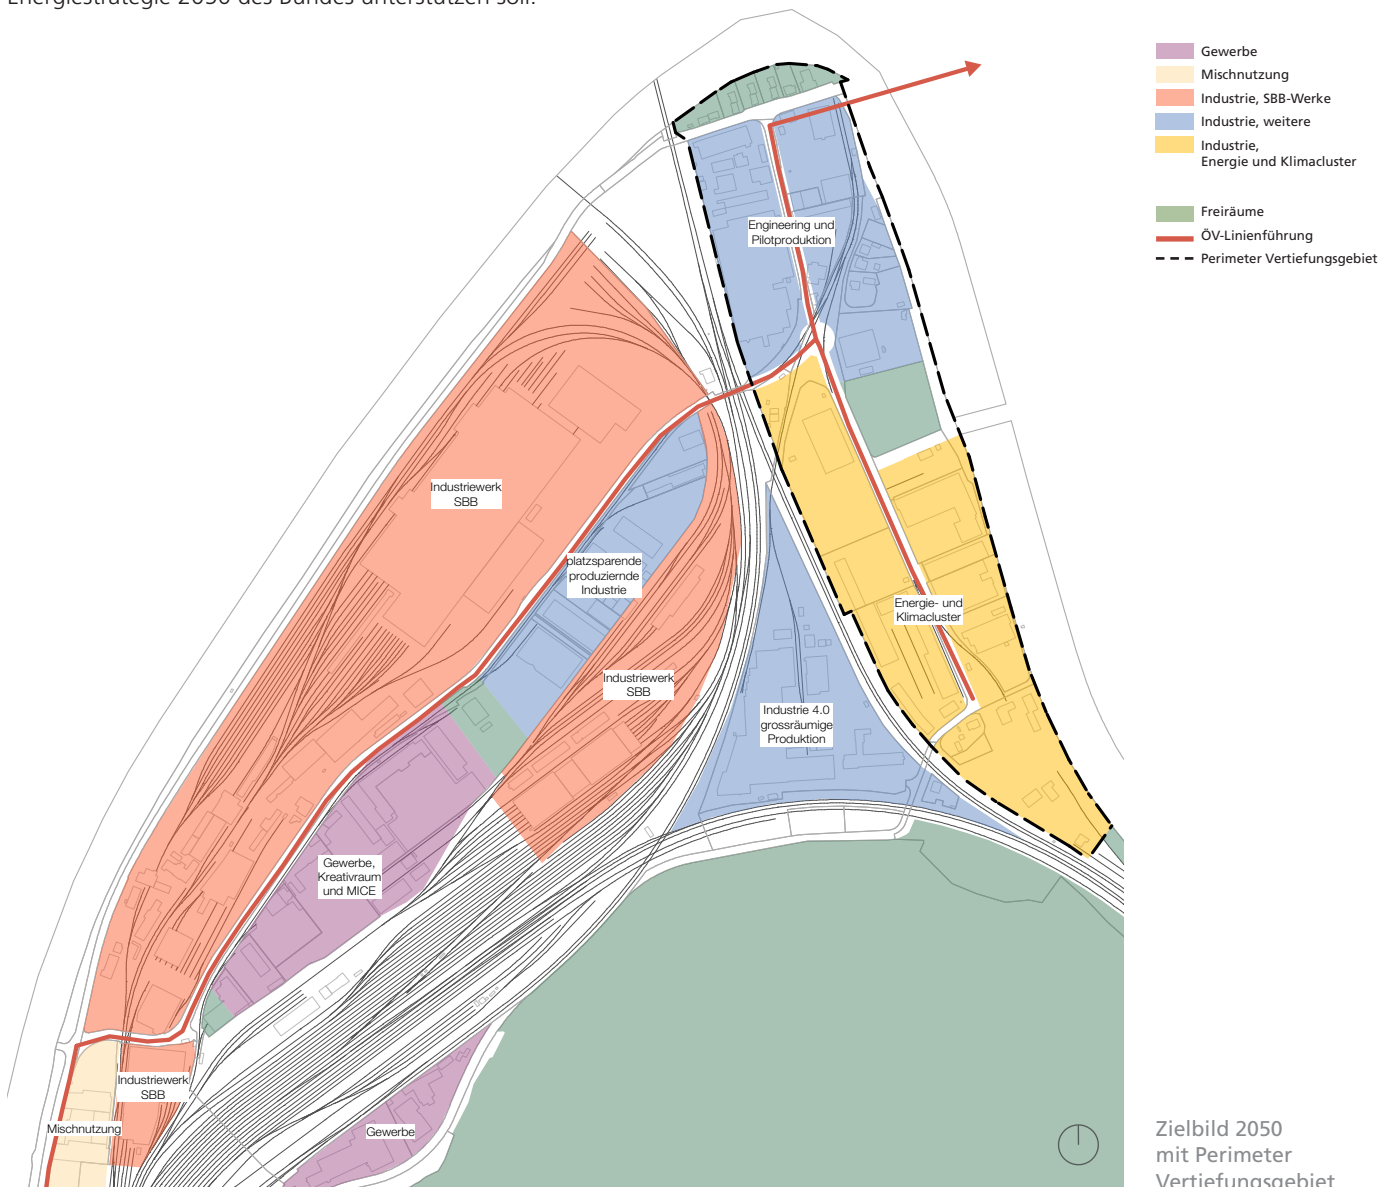 Energiestrategie 2050 des Bundes unterstützen soll.
Gewerbe
Mischnutzung
Industrie, SBB-Werke
Industrie, weitere
Industrie,
Energie und Klimacluster
Freiräume
ÖV-Linienführung
Perimeter Vertiefungsgebiet
Engineering und
Pilotproduktion
Industriewerk
SBB
platzsparende
produziernde
Industrie
Energie- und
Klimacluster
Industriewerk
SBB
Industrie 4.0
grossräumige
Produktion
Gewerbe,
Kreativraum
und MICE
Industriewerk
SBB
Mischnutzung
Gewerbe
Zielbild 2050
mit Perimeter
Vertiefungsgebiet